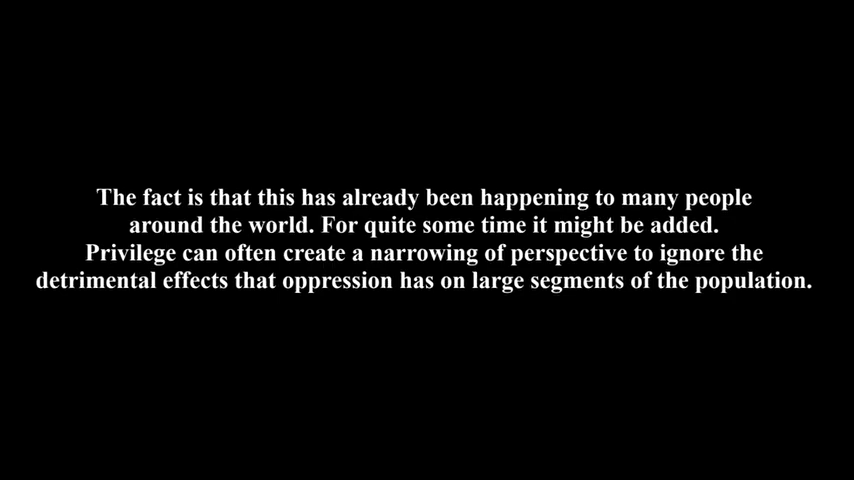 The fact is that this has already been happening to many people
around the world. For quite some time it might be added.
Privilege can often create a narrowing of perspective to ignore the
detrimental effects that oppression has on large segments of the population.